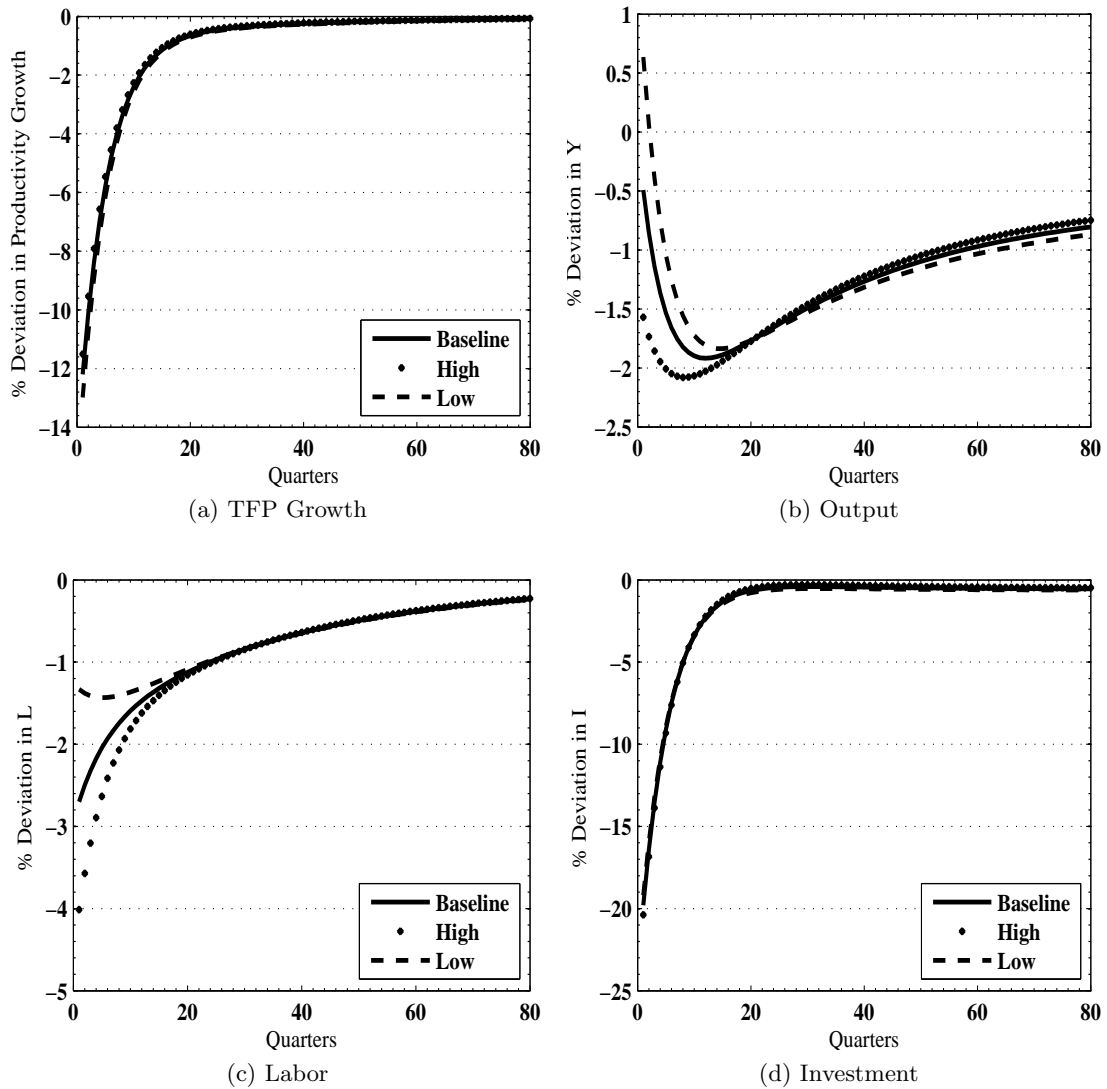 % Deviation in Productivity Growth
0
−2
−4
−6
−8
−10
−12
−14
0
20
40
60
80
Quarters
Baseline
High
Low
(a) TFP Growth
% Deviation in Y
1
0.5
0
−0.5
−1
−1.5
−2
−2.5
0
20
40
60
80
Quarters
(b) Output
% Deviation in L
0
−1
−2
−3
−4
−5
0
20
40
60
80
Quarters
Baseline
High
Low
(c) Labor
% Deviation in I
0
−5
−10
−15
−20
−25
0
20
40
60
80
Quarters
Baseline
High
Low
(d) Investment